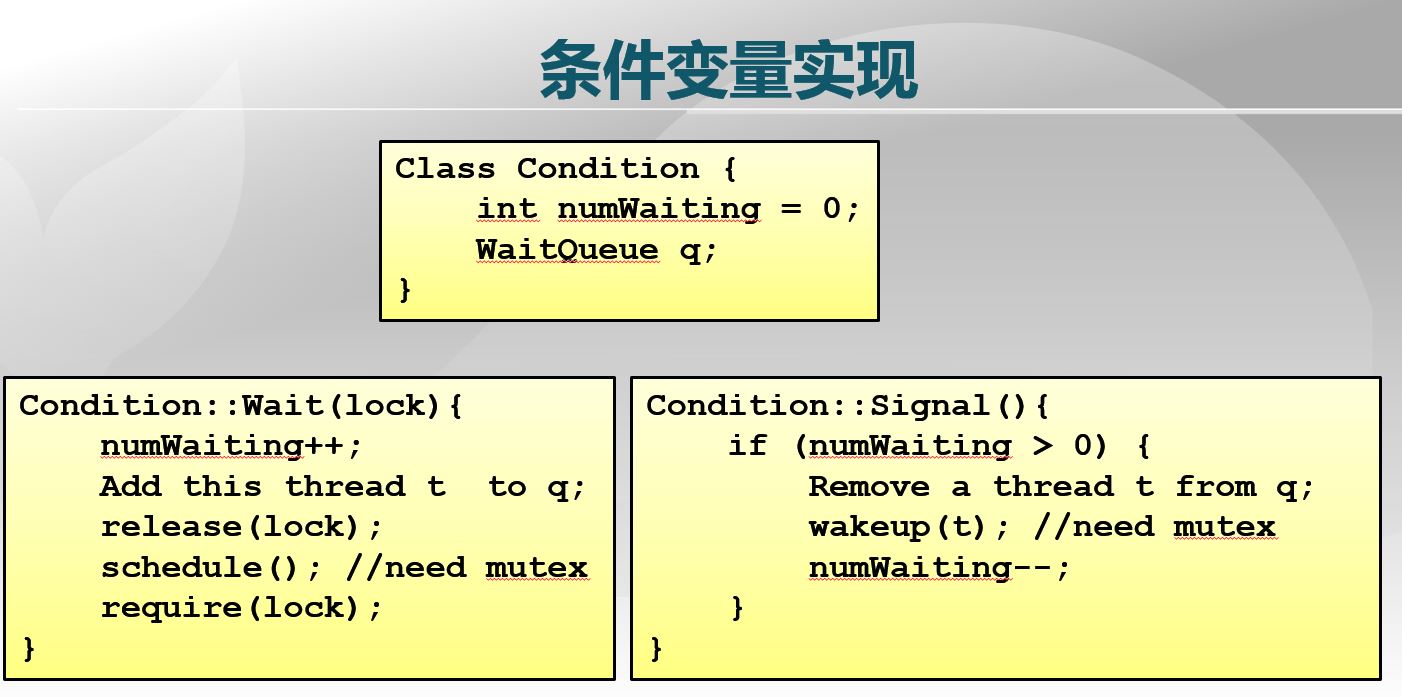 条件变量实现
Class Condition {
    int numWaiting = 0;
    WaitQueue q;
}
Condition::Wait(lock){
    numWaiting++;
    Add this thread t  to q;
    release(lock);
    schedule(); //need mutex
    require(lock);
}
Condition::Signal(){
    if (numWaiting > 0) {
        Remove a thread t from q;
        wakeup(t); //need mutex
        numWaiting--;
    }
}